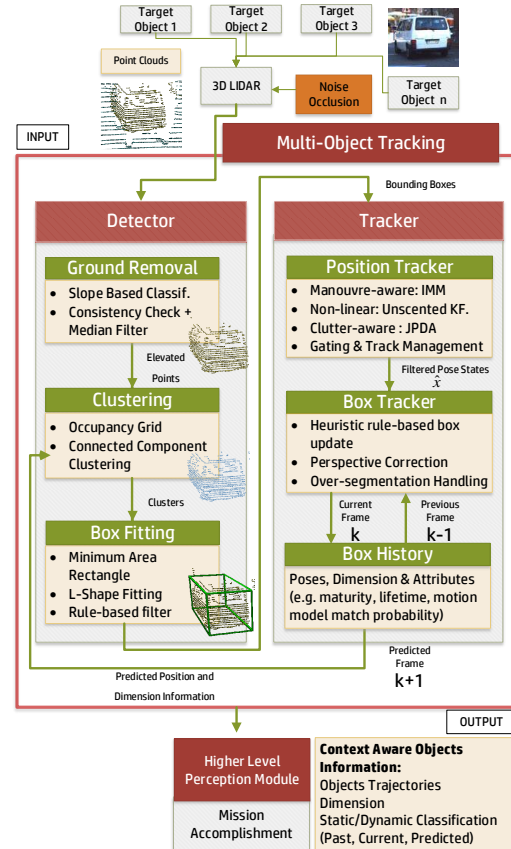 Target
Object 1
Target
Object 2
Target
Object 3
Point Clouds
3D LIDAR
Noise
Occlusion
Target
Object n
INPUT
Multi-Object Tracking
Bounding Boxes
Detector
Tracker
Ground Removal
• Slope Based Classif.
• Consistency Check +
Median Filter
Elevated
Points
Clustering
• Occupancy Grid
• Connected Component
Clustering
Clusters
Box Fitting
• Minimum Area
Rectangle
• L-Shape Fitting
• Rule-based filter
Position Tracker
• Manouvre-aware: IMM
• Non-linear: Unscented KF.
• Clutter-aware : JPDA
• Gating & Track Management
Filtered Pose States
x̂
Box Tracker
• Heuristic rule-based box
update
• Perspective Correction
• Over-segmentation Handling
Current
Frame
k
Previous
Frame
k-1
Box History
Poses, Dimension & Attributes
(e.g. maturity, lifetime, motion
model match probability)
Predicted Position and
Dimension Information
Predicted
Frame
k+1
OUTPUT
Higher Level
Perception Module
Mission
Accomplishment
Context Aware Objects
Information:
Objects Trajectories
Dimension
Static/Dynamic Classification
(Past, Current, Predicted)